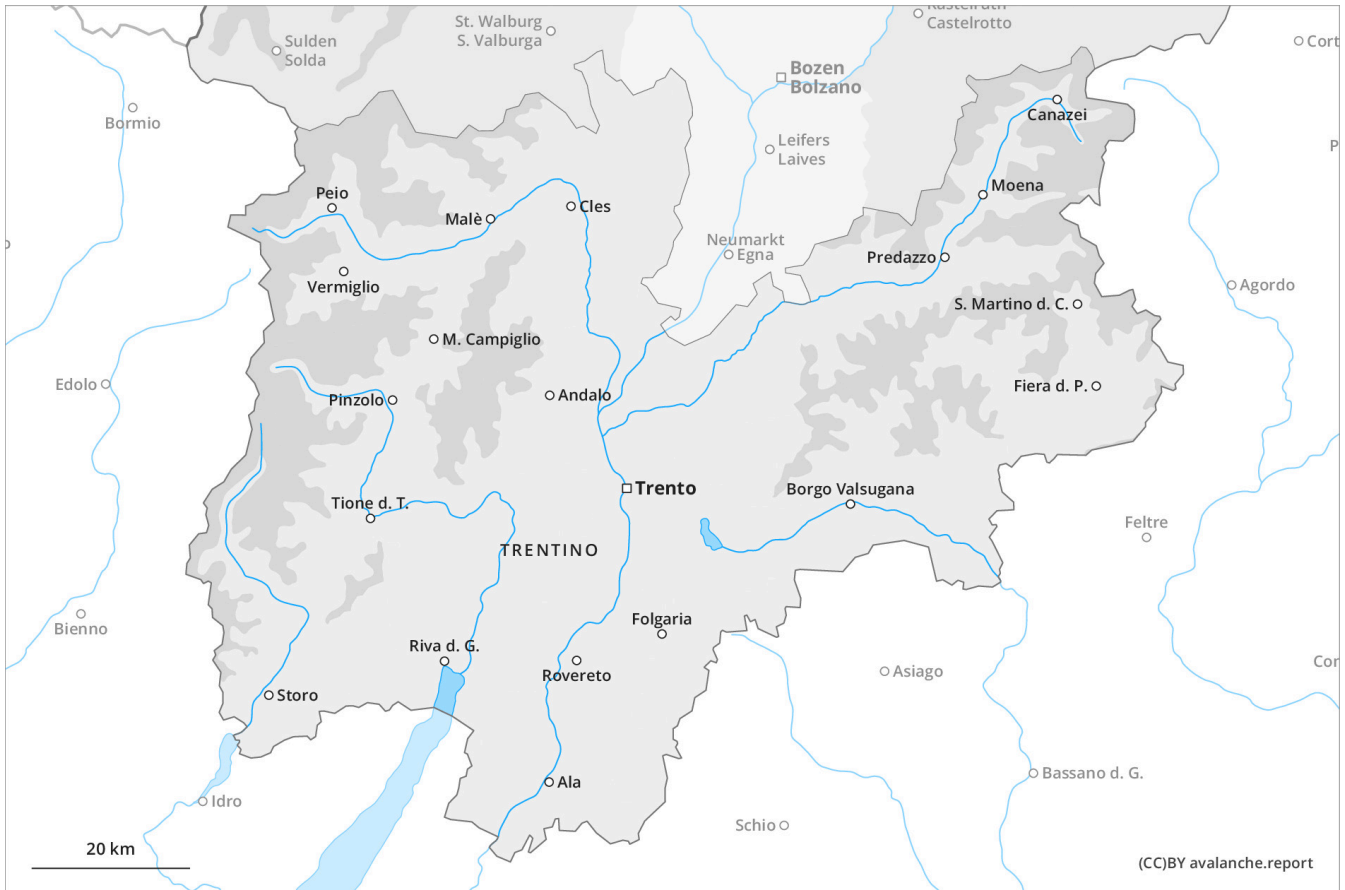 Kastelruth
Castelrotto
St. Walburg
S. Valburga
Sulden
Solda
Cort
Bozen
Bolzano
Bormio
Canazei
Leifers
Laives
P
Moena
Peio
Malè
Cles
Neumarkt
Egna
Predazzo
Vermiglio
Agordo
S. Martino d. C.
M. Campiglio
Edolo
Fiera d. P.
Pinzolo
Andalo
Trento
Borgo Valsugana
Tione d. T.
Feltre
TRENTINO
Bienno
Folgaria
Riva d. G.
Rovereto
Asiago
Cor
Storo
Bassano d. G.
Ala
Idro
Schio
20 km
(CC)BY avalanche.report